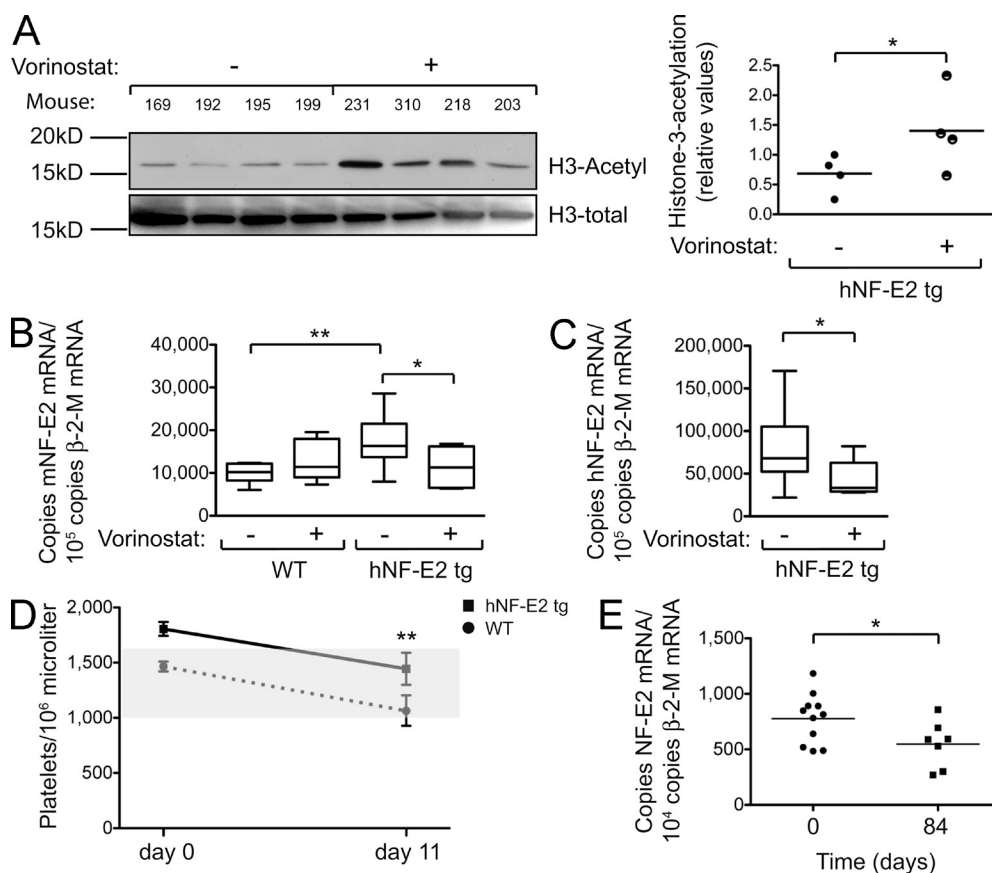 A
Vorinostat: - +
Mouse: 169 192 195 199 231 310 218 203
20kD
15kD
H3-Acetyl
15kD
H3-total
Histone-3-acetylation
(relative values)
2.5
2.0
1.5
1.0
0.5
0.0
*
Vorinostat: - +
hNF-E2 tg
B
Copies mNF-E2 mRNA/
10⁵ copies β-2-M mRNA
40,000
30,000
20,000
10,000
0
**
*
Vorinostat: - + - +
WT hNF-E2 tg
C
Copies hNF-E2 mRNA/
10⁵ copies β-2-M mRNA
200,000
150,000
100,000
50,000
0
*
Vorinostat: - +
hNF-E2 tg
D
Platelets/10⁶ microliter
2,000
1,500
1,000
500
0
hNF-E2 tg
WT
**
day 0 day 11
E
Copies NF-E2 mRNA/
10⁴ copies β-2-M mRNA
1,500
1,000
500
0
*
0 84
Time (days)